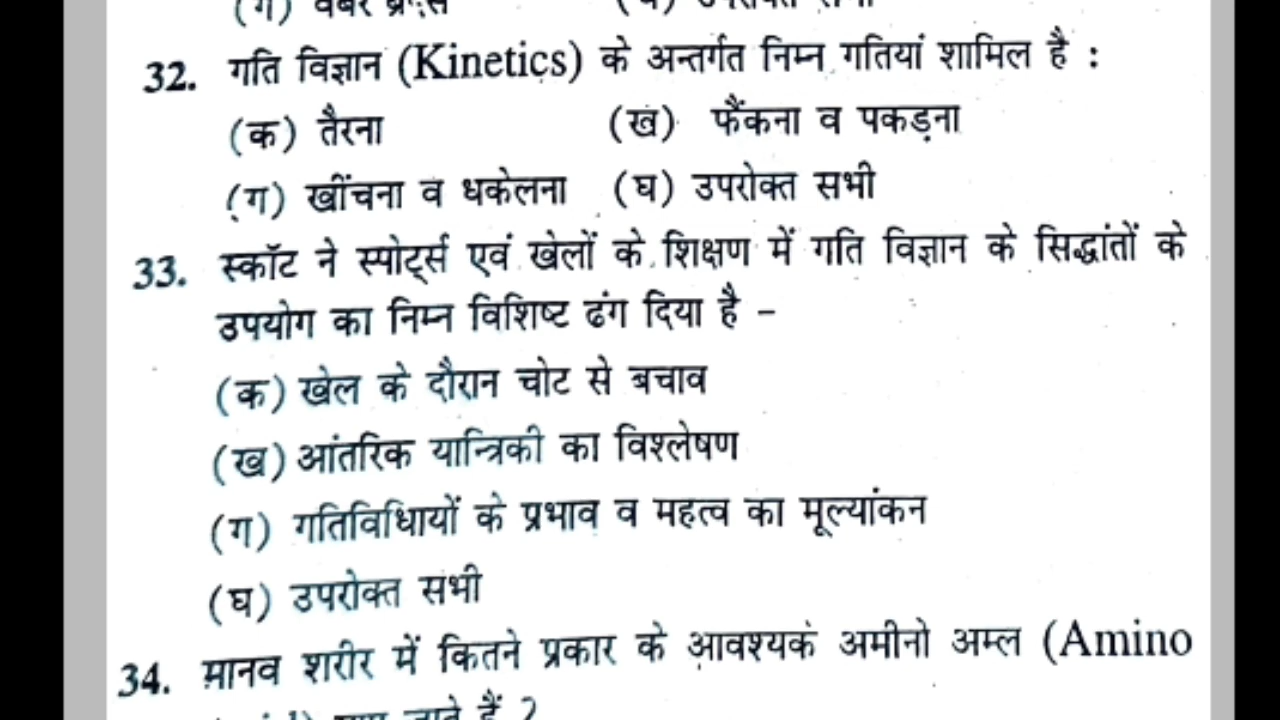 32. गति विज्ञान (Kinetics) के अन्तर्गत निम्न गतियां शामिल है :
(क) तैरना (ख) फैंकना व पकड़ना
(ग) खींचना व धकेलना (घ) उपरोक्त सभी
33. स्कॉट ने स्पोर्ट्स एवं खेलों के शिक्षण में गति विज्ञान के सिद्धांतों के
उपयोग का निम्न विशिष्ट ढंग दिया है -
(क) खेल के दौरान चोट से बचाव
(ख) आंतरिक यान्त्रिकी का विश्लेषण
(ग) गतिविधिायों के प्रभाव व महत्व का मूल्यांकन
(घ) उपरोक्त सभी
34. मानव शरीर में कितने प्रकार के आवश्यक अमीनो अम्ल (Amino